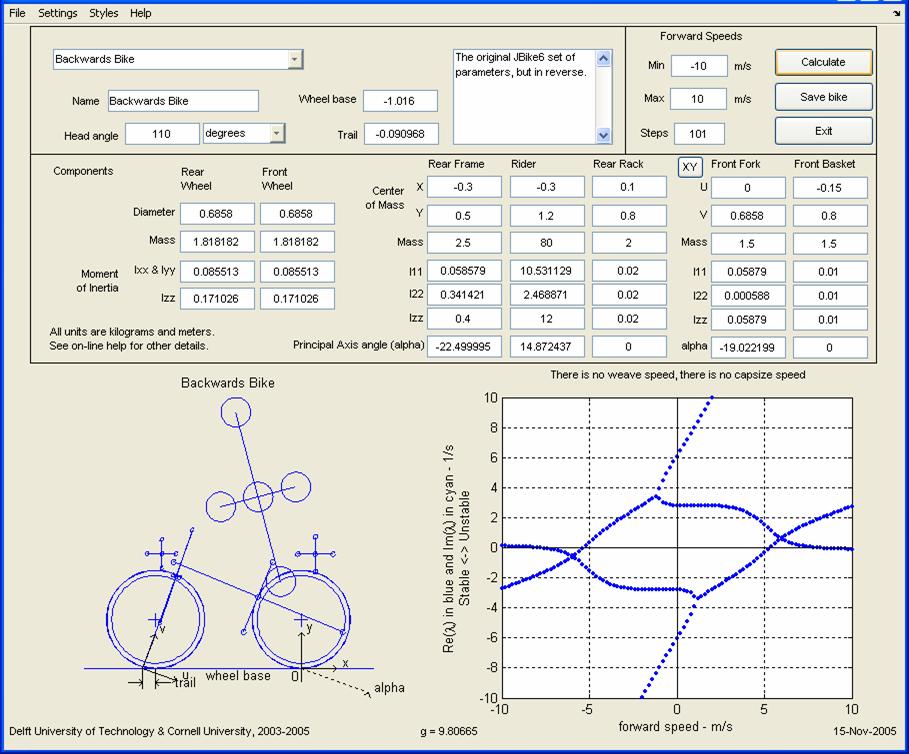 File Settings Styles Help
Backwards Bike
Name Backwards Bike
Head angle 110 degrees
Wheel base -1.016
Trail -0.090968
The original JBike6 set of
parameters, but in reverse.
Forward Speeds
Min -10 m/s
Max 10 m/s
Steps 101
Calculate
Save bike
Exit
Components
Rear
Wheel
Front
Wheel
Diameter 0.6858 0.6858
Mass 1.818182 1.818182
Moment
of Inertia
Ixx & Iyy 0.085513 0.085513
Izz 0.171026 0.171026
All units are kilograms and meters.
See on-line help for other details.
Center
of Mass
Rear Frame Rider Rear Rack
X -0.3 -0.3 0.1
Y 0.5 1.2 0.8
Mass 2.5 80 2
I11 0.058579 10.531129 0.02
I22 0.341421 2.468871 0.02
Izz 0.4 12 0.02
Principal Axis angle (alpha) -22.499995 14.872437 0
XY Front Fork Front Basket
U 0 -0.15
V 0.6858 0.8
Mass 1.5 1.5
I11 0.05879 0.01
I22 0.000588 0.01
Izz 0.05879 0.01
alpha -19.022199 0
Backwards Bike
v
u
trail
wheel base
0
y
x
alpha
There is no weave speed, there is no capsize speed
Re(λ) in blue and Im(λ) in cyan - 1/s
Stable <-> Unstable
10
8
6
4
2
0
-2
-4
-6
-8
-10
-10 -5 0 5 10
forward speed - m/s
Delft University of Technology & Cornell University, 2003-2005
g = 9.80665
15-Nov-2005